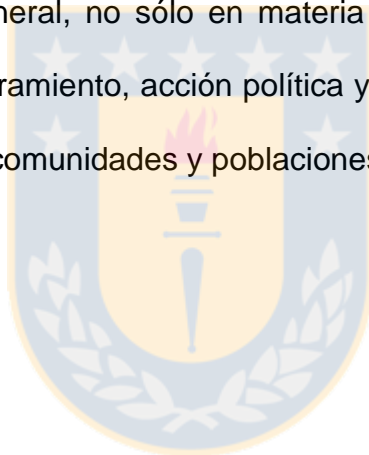 neral, no sólo en materia
ramiento, acción política y
comunidades y poblaciones